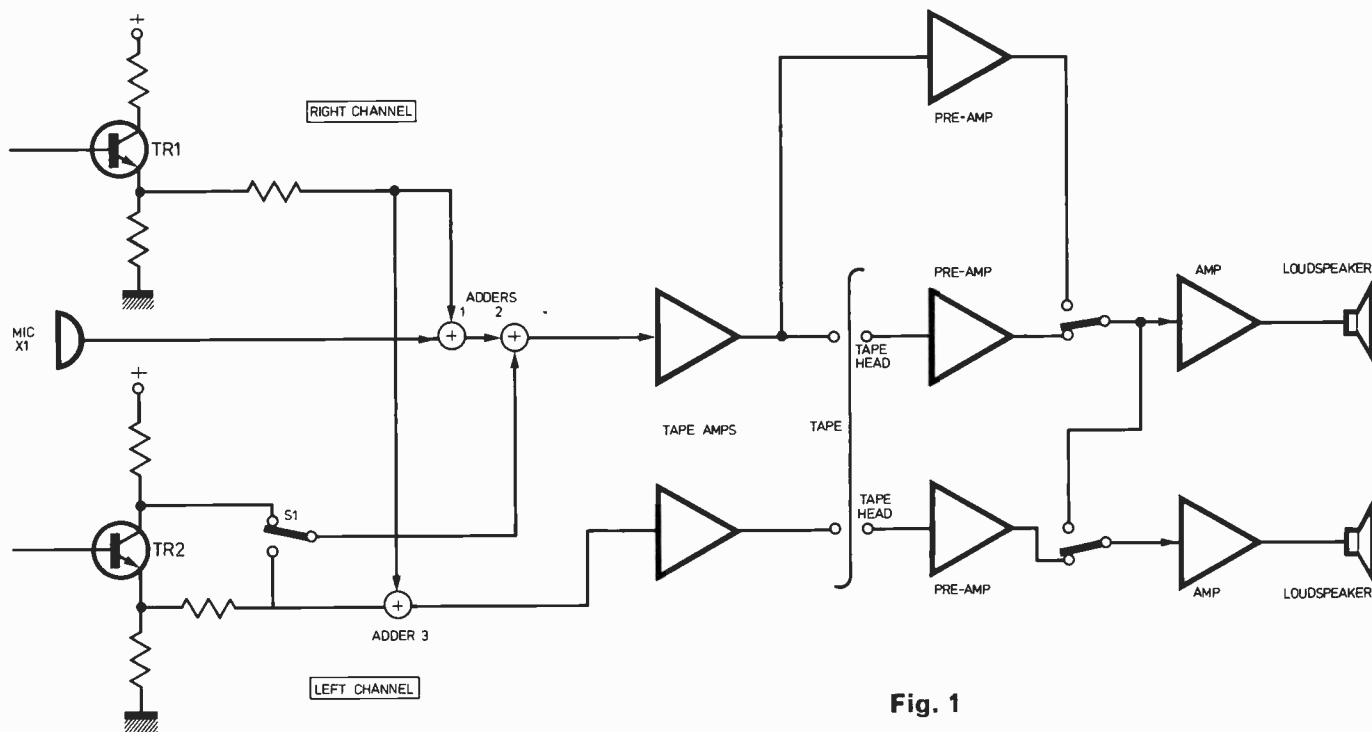 +
RIGHT CHANNEL
TR1
PRE-AMP
MIC
X1
ADDERS
1 2
+ +
TAPE AMPS
TAPE
TAPE
HEAD
PRE-AMP
AMP
LOUDSPEAKER
+
S1
TR2
+
ADDER 3
TAPE
HEAD
PRE-AMP
AMP
LOUDSPEAKER
LEFT CHANNEL
Fig. 1